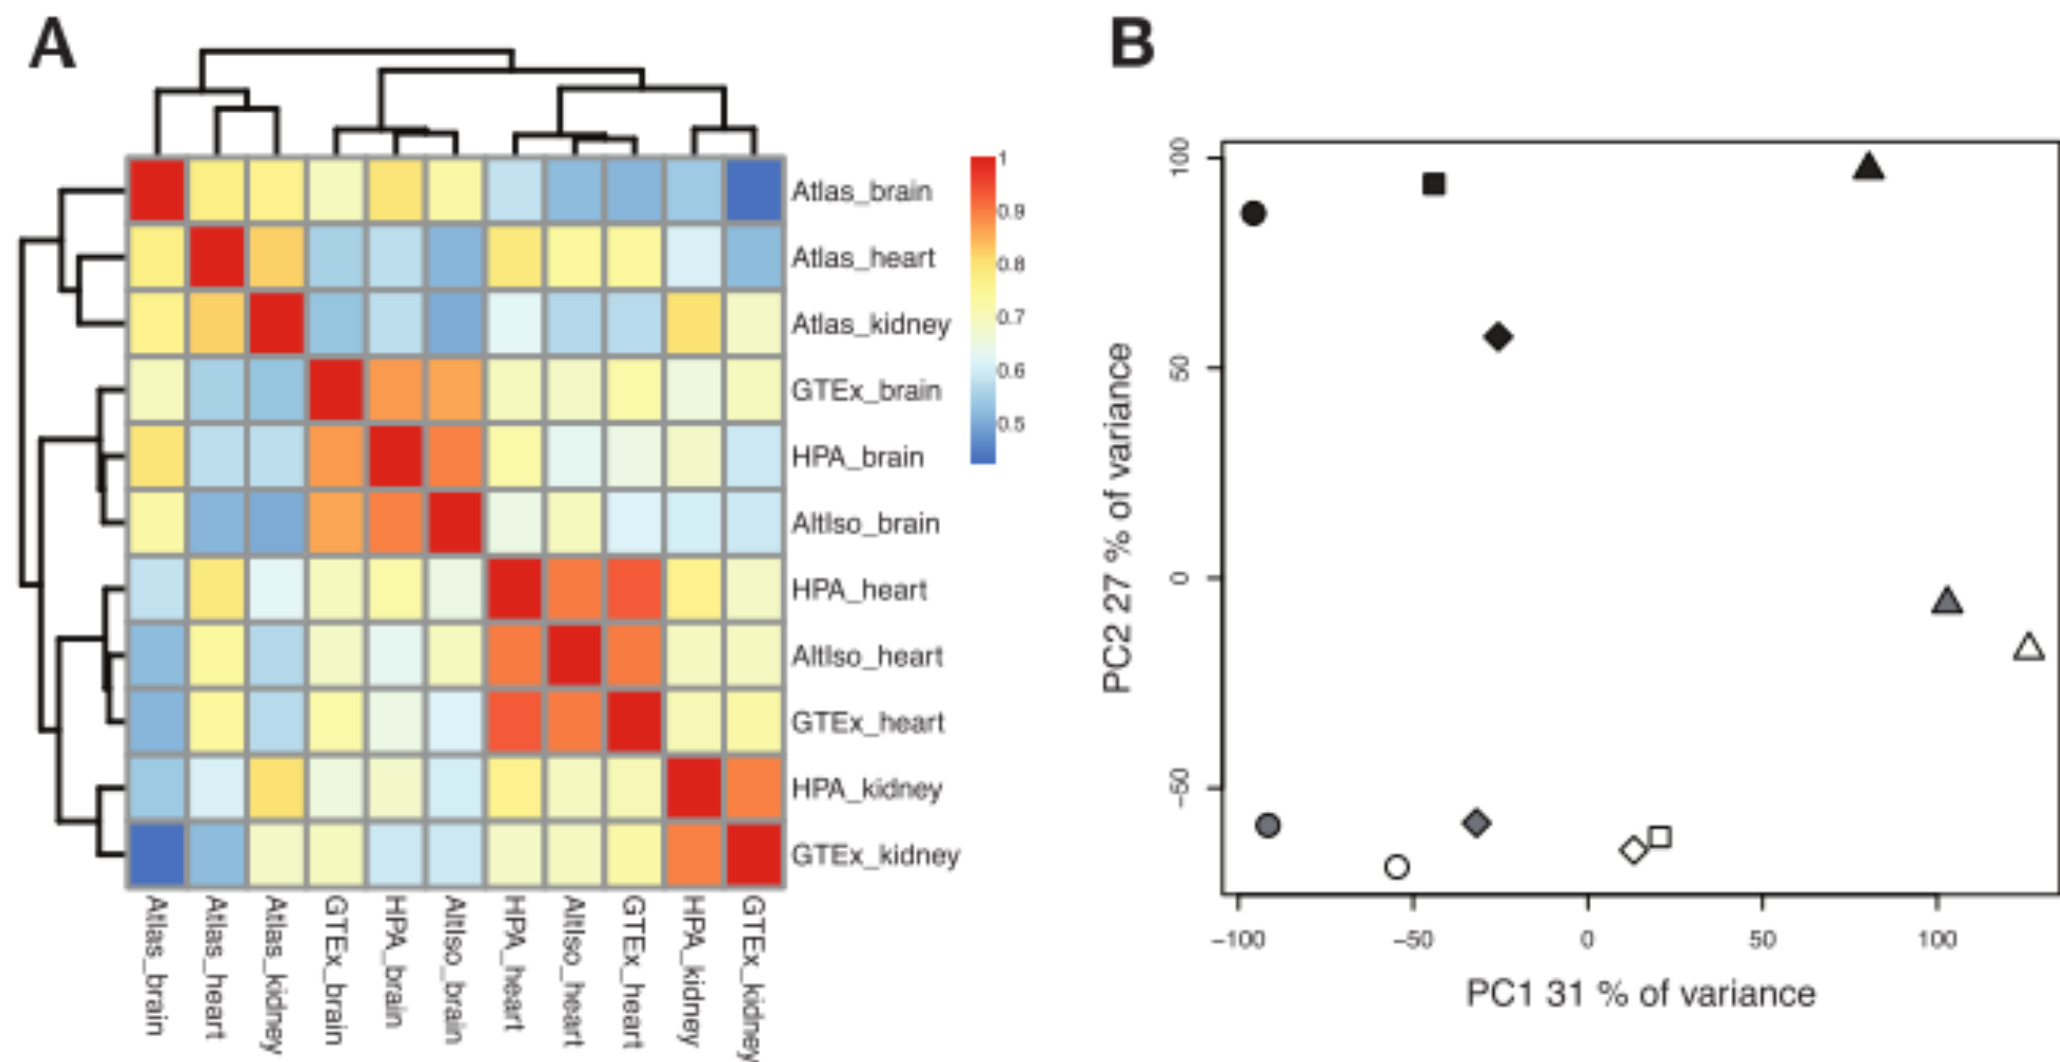 A
Atlas_brain
Atlas_heart
Atlas_kidney
GTEx_brain
HPA_brain
AltIso_brain
HPA_heart
AltIso_heart
GTEx_heart
HPA_kidney
GTEx_kidney
1
0.9
0.8
0.7
0.6
0.5
Atlas_brain
Atlas_heart
Atlas_kidney
GTEx_brain
HPA_brain
AltIso_brain
HPA_heart
AltIso_heart
GTEx_heart
HPA_kidney
GTEx_kidney
B
PC2 27 % of variance
100
50
0
−50
−100
−50
0
50
100
PC1 31 % of variance